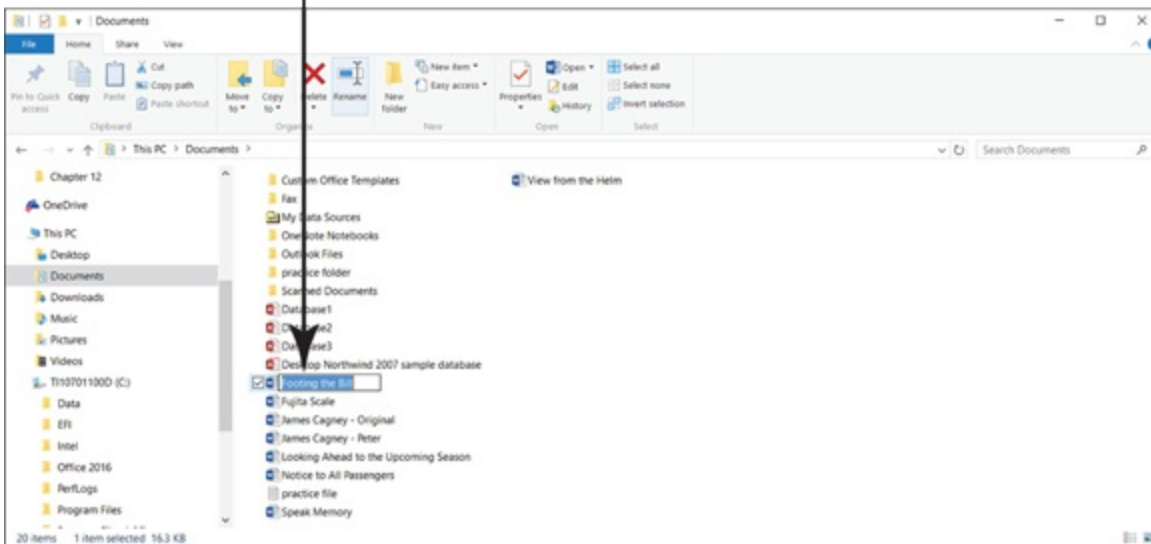 Documents
File Home Share View
Pin to Quick access
Copy
Paste
Cut
Copy path
Paste shortcut
Move to
Copy to
Delete
Rename
New folder
New item
Easy access
Properties
Open
Edit
History
Select all
Select none
Invert selection
Clipboard Organize New Open Select
This PC > Documents >
Search Documents
Chapter 12
OneDrive
This PC
Desktop
Documents
Downloads
Music
Pictures
Videos
TI10701100D (C:)
Data
EFI
Intel
Office 2016
PerfLogs
Program Files
Custom Office Templates
Fax
My Data Sources
OneNote Notebooks
Outlook Files
practice folder
Scanned Documents
Database1
Database2
Database3
Desktop Northwind 2007 sample database
Footing the Bill
Fujita Scale
James Cagney - Original
James Cagney - Peter
Looking Ahead to the Upcoming Season
Notice to All Passengers
practice file
Speak Memory
View from the Helm
20 items 1 item selected 16.3 KB